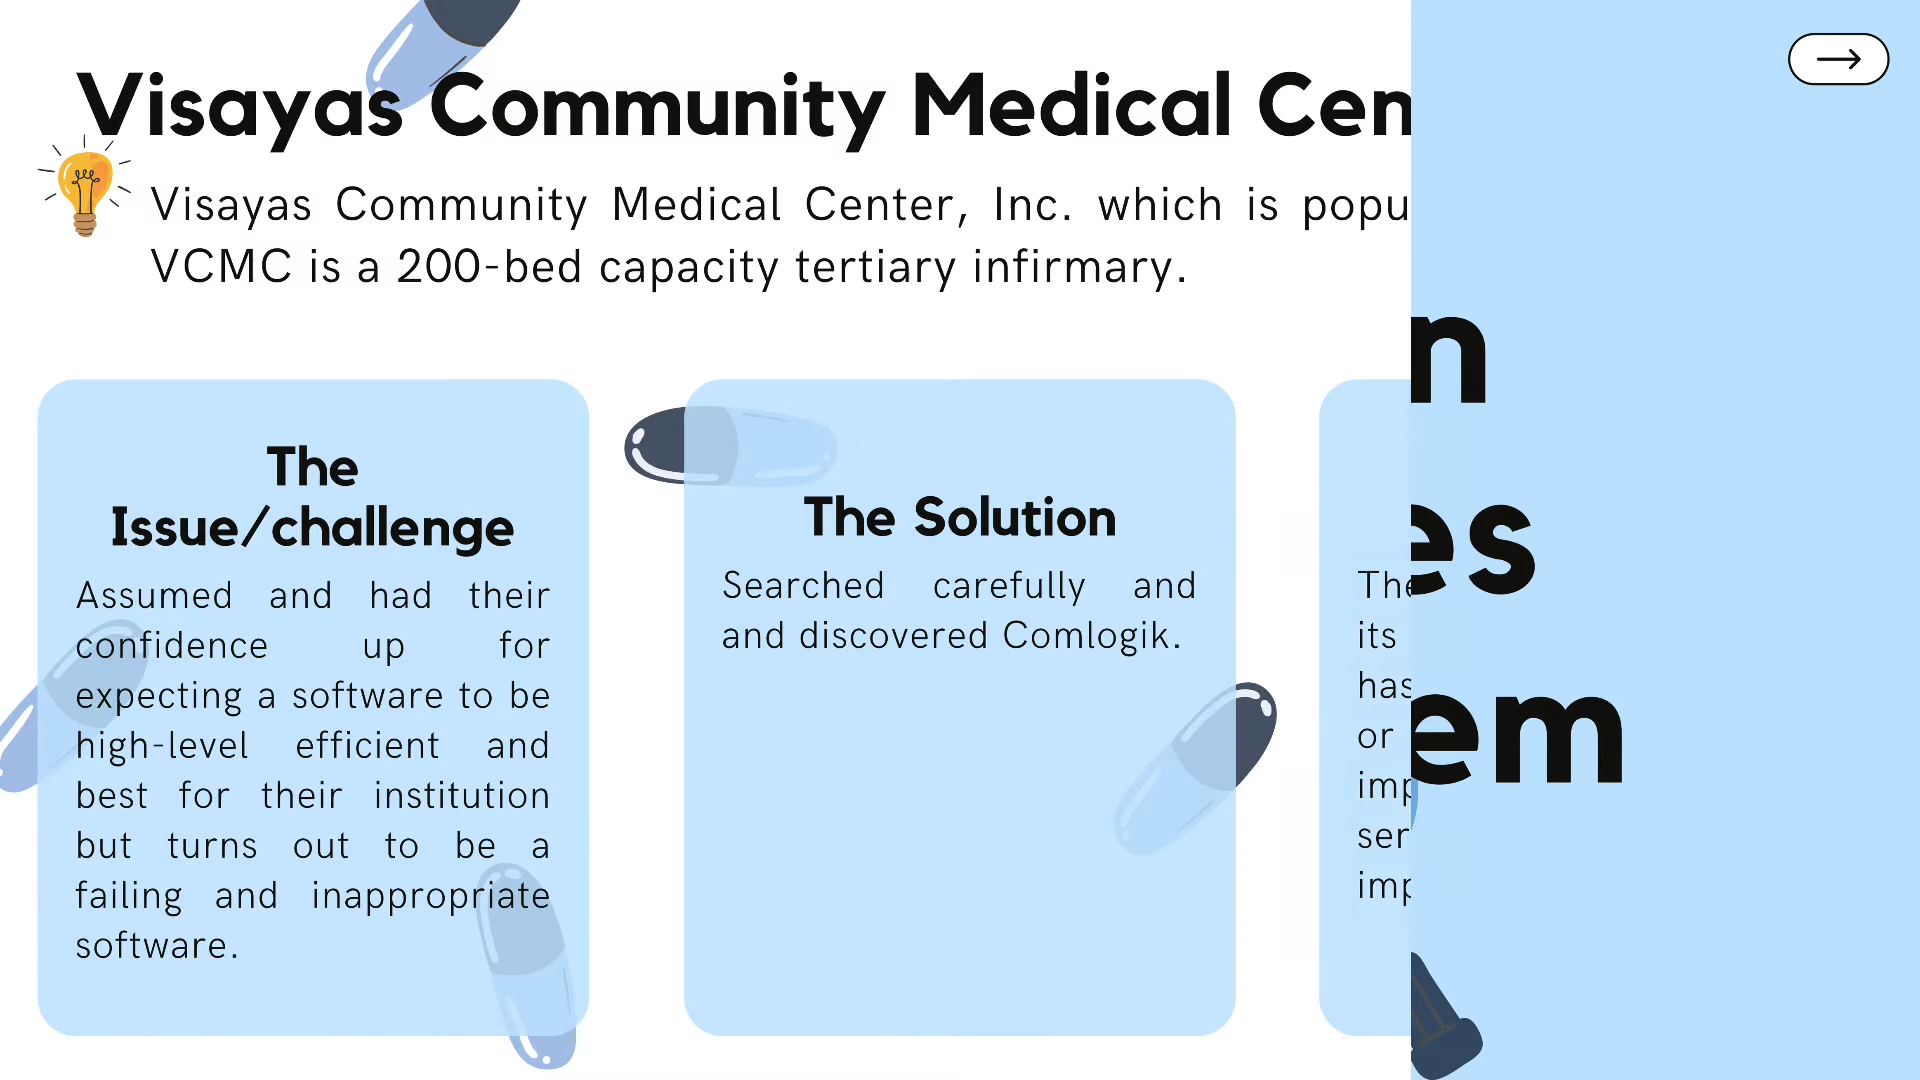 Visayas Community Medical Cen
Visayas Community Medical Center, Inc. which is popu
VCMC is a 200-bed capacity tertiary infirmary.
The
Issue/challenge
Assumed and had their
confidence up for
expecting a software to be
high-level efficient and
best for their institution
but turns out to be a
failing and inappropriate
software.
The Solution
Searched carefully and
and discovered Comlogik.
The
its
has
or
imp
ser
imp
n
es
em